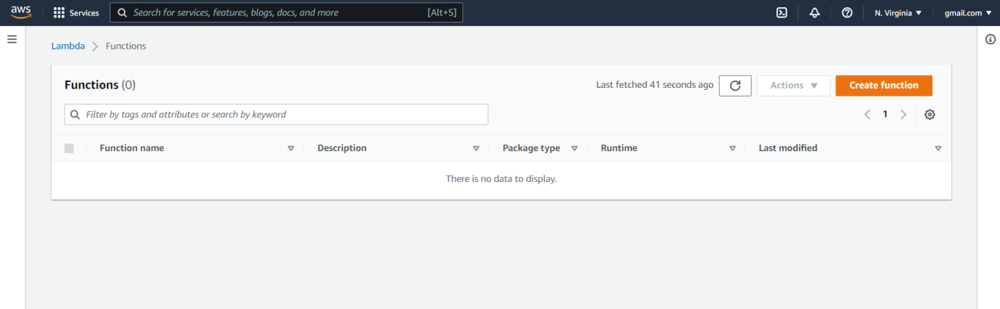 aws Services Search for services, features, blogs, docs, and more [Alt+S] N. Virginia gmail.com
Lambda Functions
Functions (0) Last fetched 41 seconds ago Actions Create function
Filter by tags and attributes or search by keyword 1
Function name Description Package type Runtime Last modified
There is no data to display.